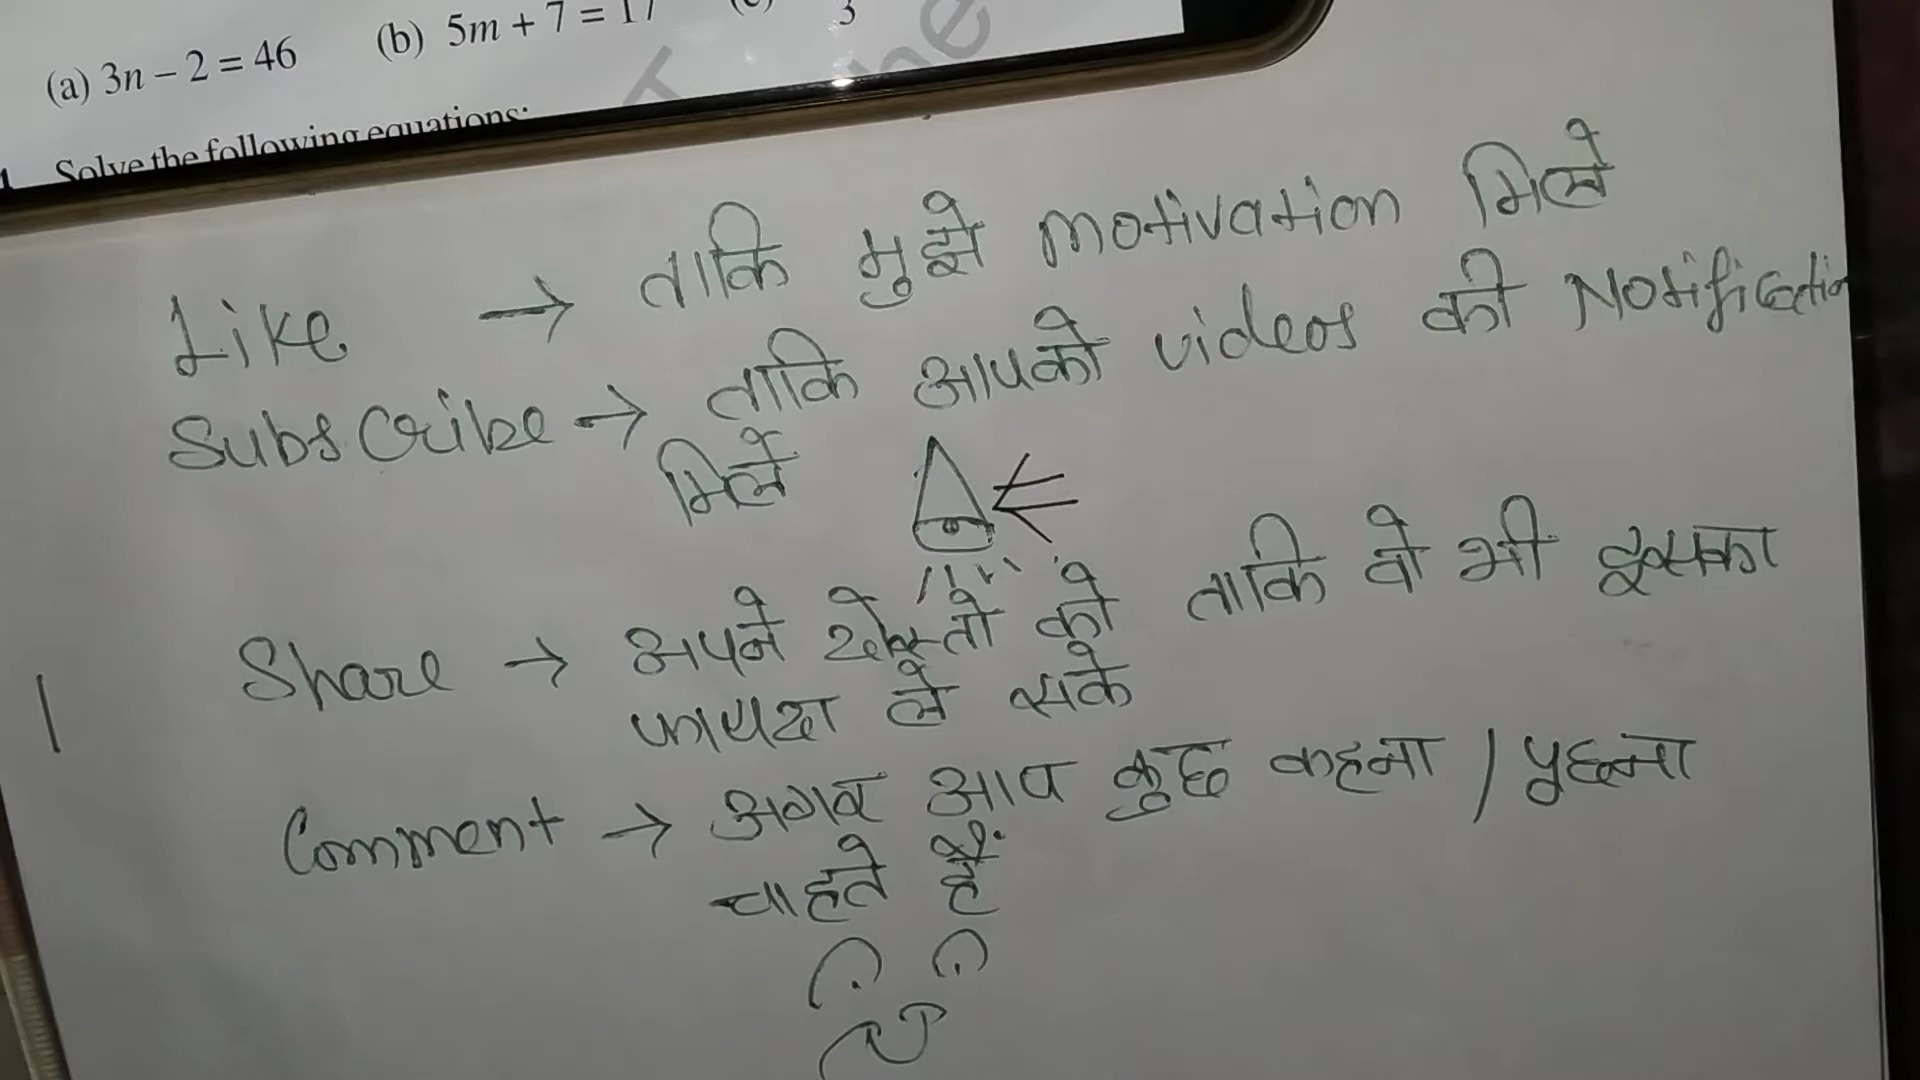 (a) 3n – 2 = 46 (b) 5m + 7 = 17 (c) 3
Solve the following equations:
Like → ताकि मुझे motivation मिले
Subscribe → ताकि आपको videos की Notification
मिले
Share → अपने दोस्तो को ताकि वो भी इसका
फायदा ले सके
Comment → अगर आप कुछ कहना / पूछना
चाहते हैं